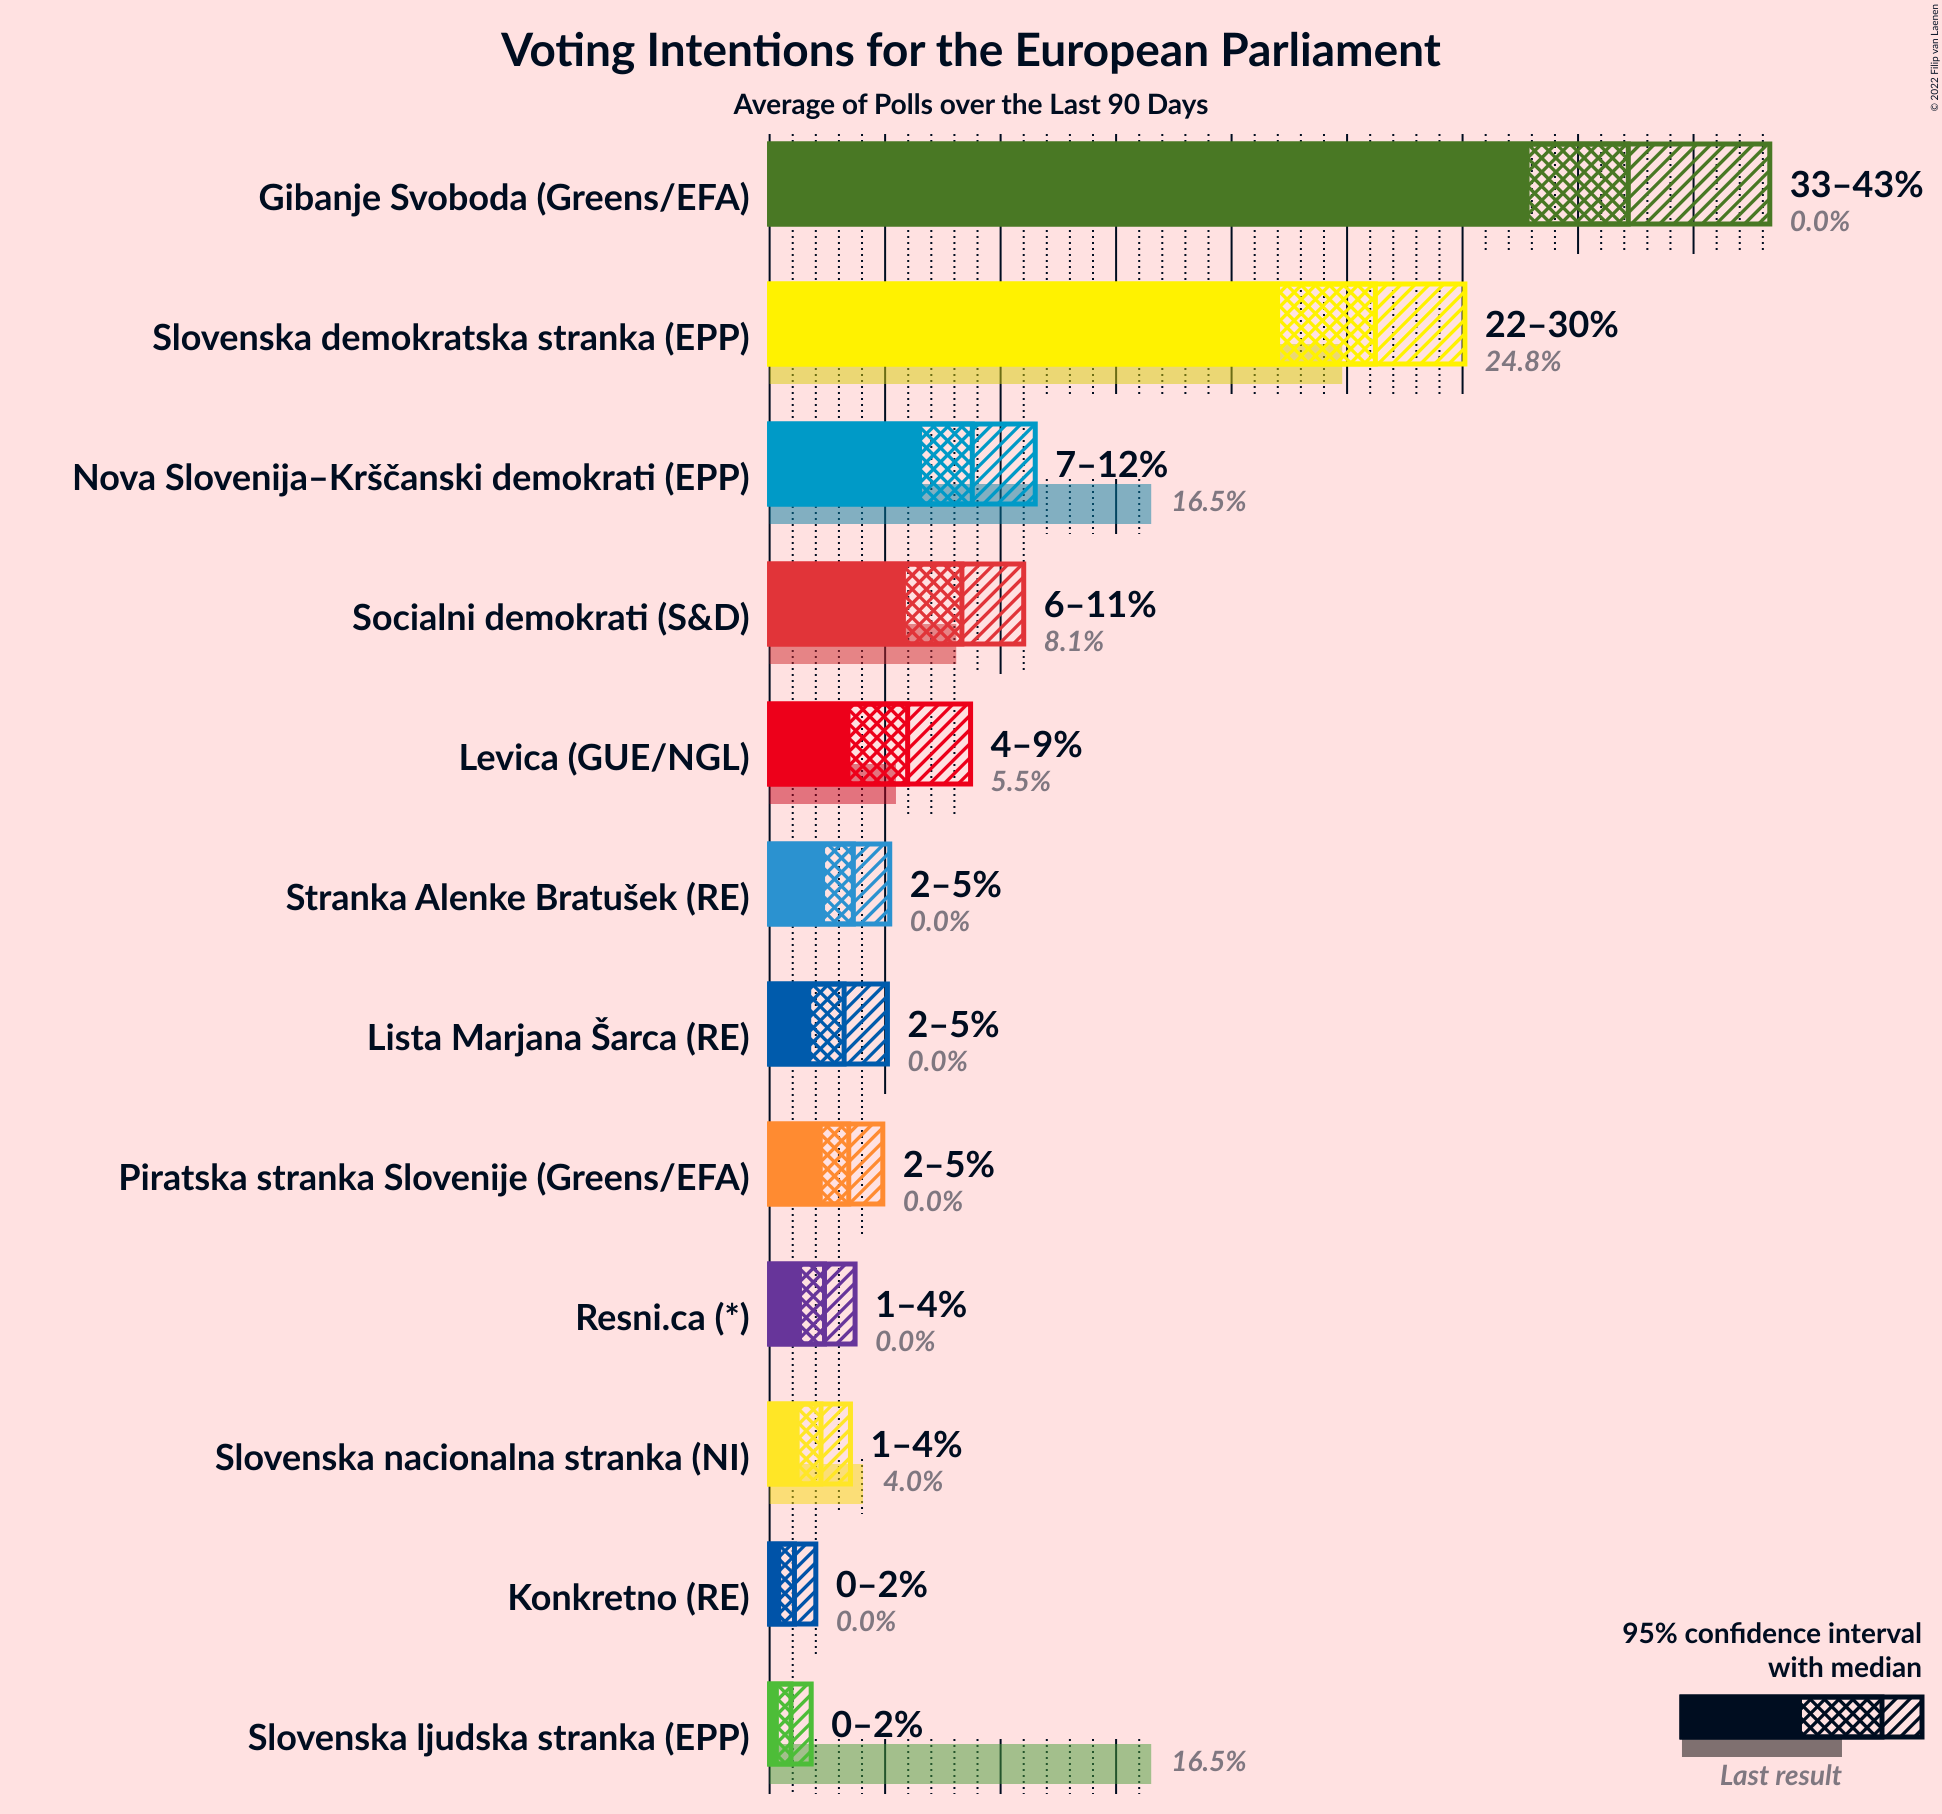 Voting Intentions for the European Parliament
Average of Polls over the Last 90 Days
© 2022 Filip van Laenen
Gibanje Svoboda (Greens/EFA)
33–43%
0.0%
Slovenska demokratska stranka (EPP)
22–30%
24.8%
Nova Slovenija–Krščanski demokrati (EPP)
7–12%
16.5%
Socialni demokrati (S&D)
6–11%
8.1%
Levica (GUE/NGL)
4–9%
5.5%
Stranka Alenke Bratušek (RE)
2–5%
0.0%
Lista Marjana Šarca (RE)
2–5%
0.0%
Piratska stranka Slovenije (Greens/EFA)
2–5%
0.0%
Resni.ca (*)
1–4%
0.0%
Slovenska nacionalna stranka (NI)
1–4%
4.0%
Konkretno (RE)
0–2%
0.0%
Slovenska ljudska stranka (EPP)
0–2%
16.5%
95% confidence interval
with median
Last result